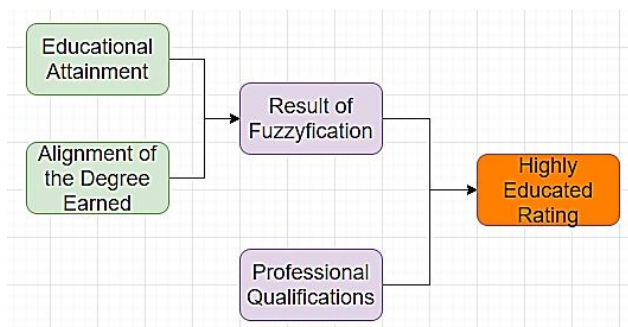 Educational
Attainment
Alignment of
the Degree
Earned
Result of
Fuzzyfication
Professional
Qualifications
Highly
Educated
Rating